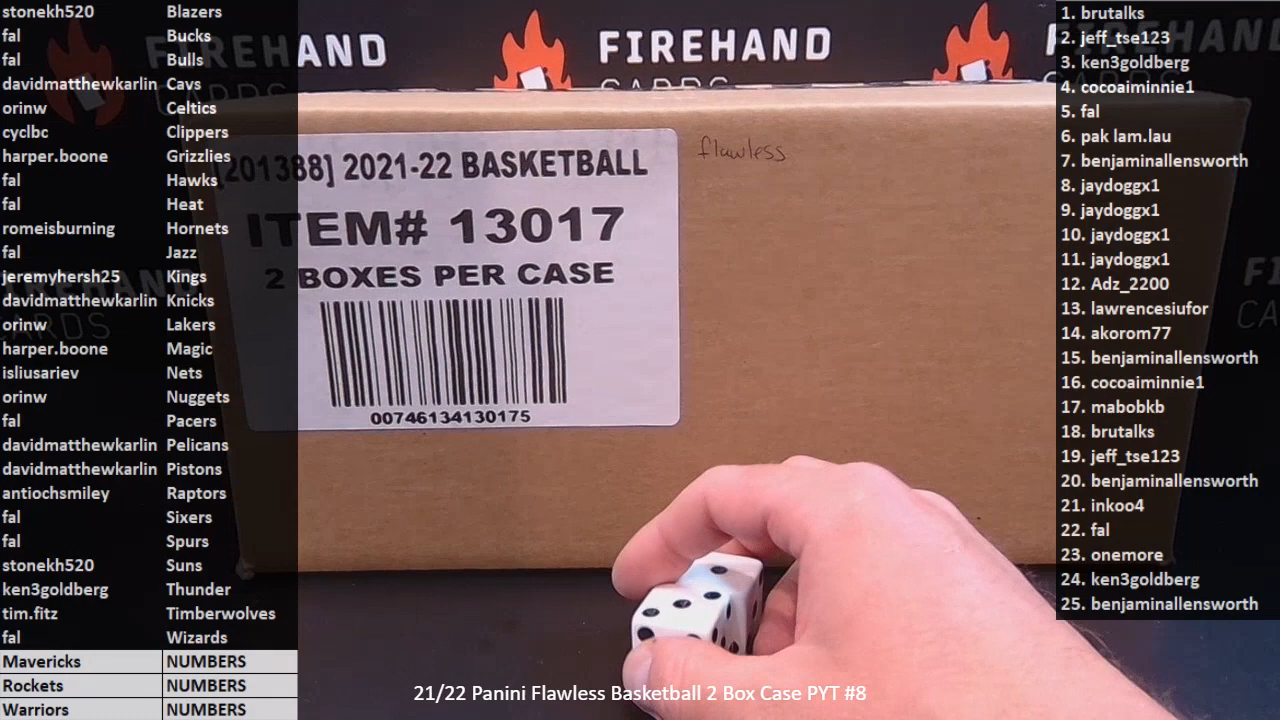 stonekh520 Blazers
fal Bucks
fal Bulls
davidmatthewkarlin Cavs
orinw Celtics
cyclbc Clippers
harper.boone Grizzlies
fal Hawks
fal Heat
romeisburning Hornets
fal Jazz
jeremyhersh25 Kings
davidmatthewkarlin Knicks
orinw Lakers
harper.boone Magic
isliusariev Nets
orinw Nuggets
fal Pacers
davidmatthewkarlin Pelicans
davidmatthewkarlin Pistons
antiochsmiley Raptors
fal Sixers
fal Spurs
stonekh520 Suns
ken3goldberg Thunder
tim.fitz Timberwolves
fal Wizards
Mavericks NUMBERS
Rockets NUMBERS
Warriors NUMBERS
FIREHAND
CARDS
FIREHAND
CARDS
FIREHAND
CARDS
[201388] 2021-22 BASKETBALL
ITEM# 13017
2 BOXES PER CASE
00746134130175
flawless
21/22 Panini Flawless Basketball 2 Box Case PYT #8
1. brutalks
2. jeff_tse123
3. ken3goldberg
4. cocoaiminnie1
5. fal
6. pak lam.lau
7. benjaminallensworth
8. jaydoggx1
9. jaydoggx1
10. jaydoggx1
11. jaydoggx1
12. Adz_2200
13. lawrencesiufor
14. akorom77
15. benjaminallensworth
16. cocoaiminnie1
17. mabobkb
18. brutalks
19. jeff_tse123
20. benjaminallensworth
21. inkoo4
22. fal
23. onemore
24. ken3goldberg
25. benjaminallensworth